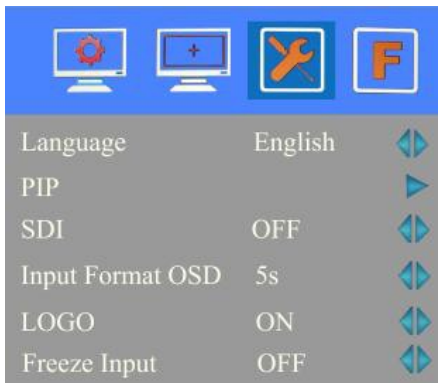 F
Language English
PIP
SDI OFF
Input Format OSD 5s
LOGO ON
Freeze Input OFF